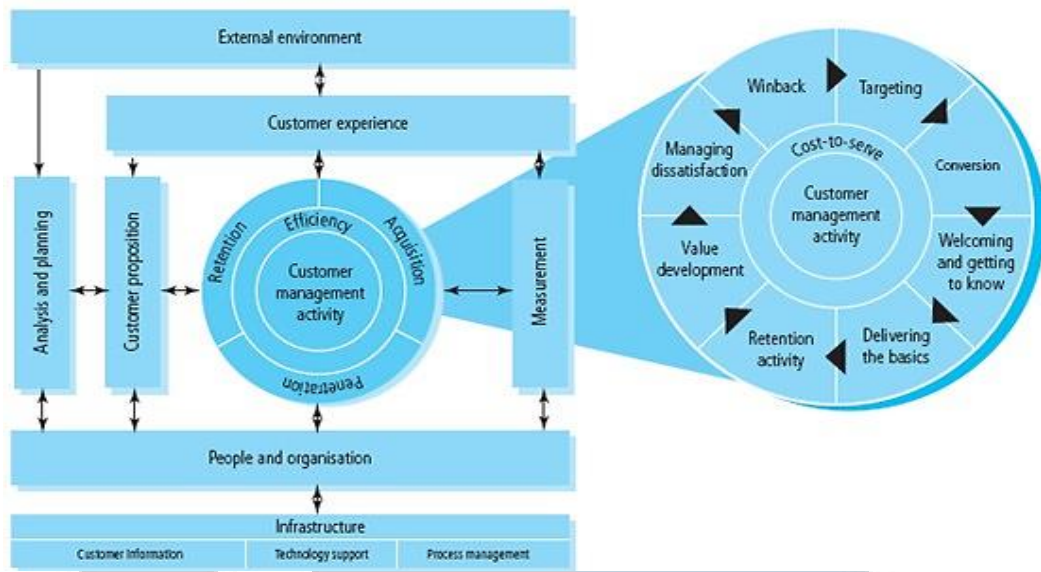 External environment
Customer experience
Analysis and planning
Customer proposition
Retention
Efficiency
Acquisition
Customer
management
activity
Penetration
Measurement
People and organisation
Infrastructure
Customer Information
Technology support
Process management
Winback
Targeting
Managing
dissatisfaction
Cost-to-serve
Conversion
Customer
management
activity
Value
development
Welcoming
and getting
to know
Retention
activity
Delivering
the basics